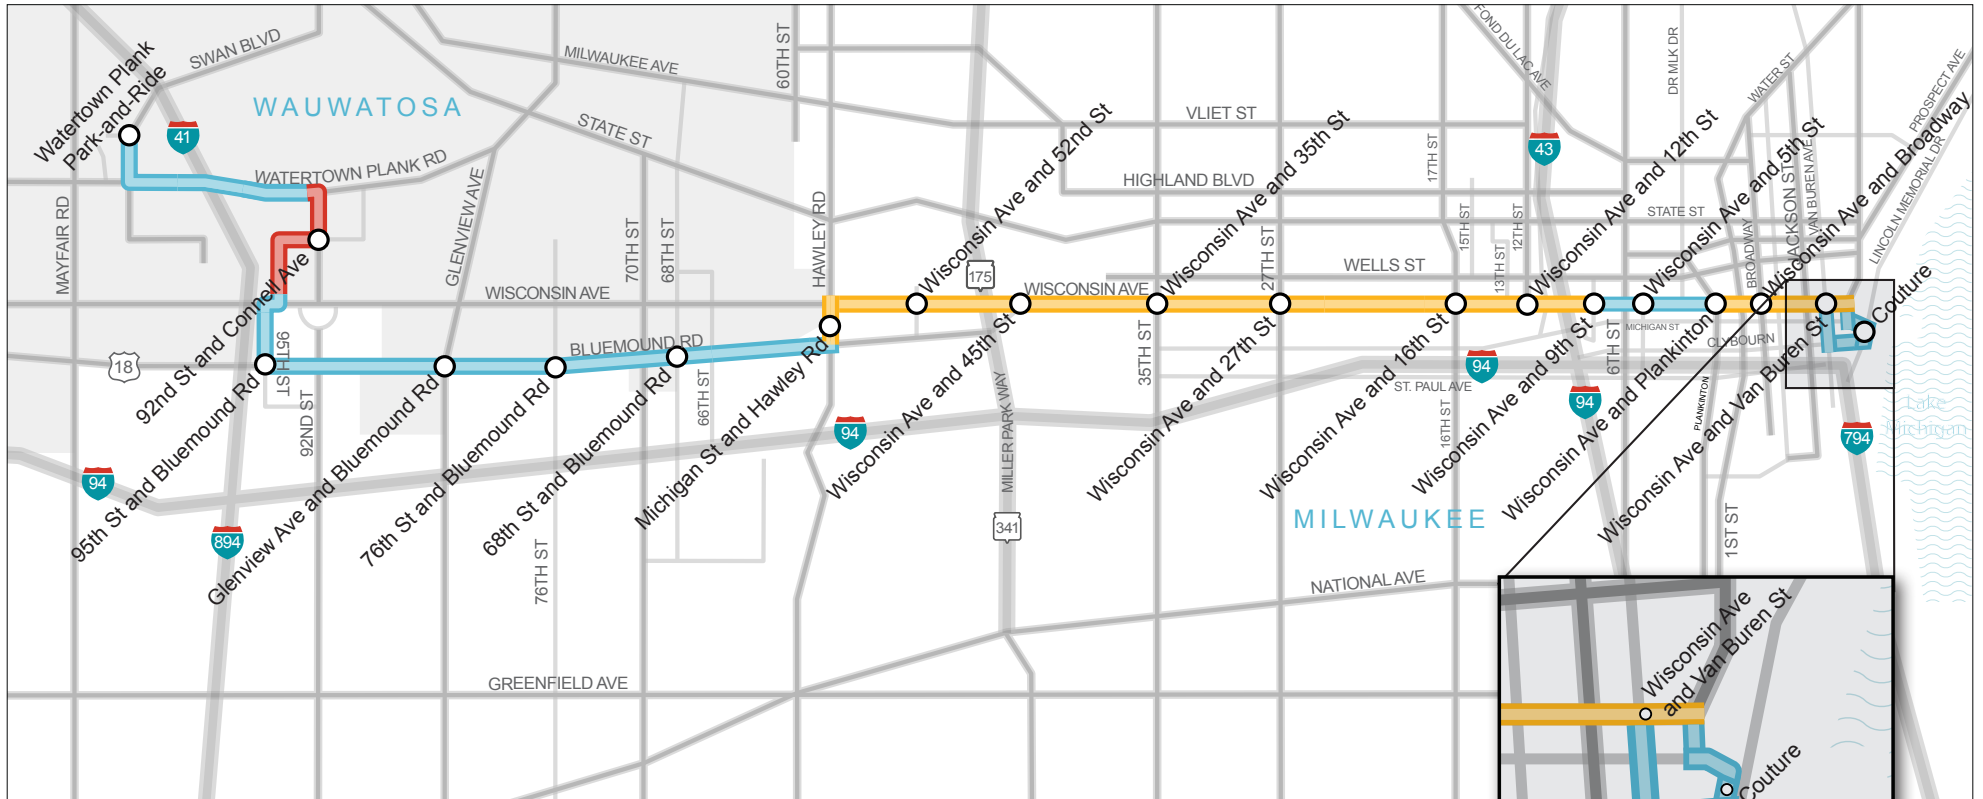 Watertown Plank
Park-and-Ride
SWAN BLVD
WAUWATOSA
41
MILWAUKEE AVE
60TH ST
STATE ST
WATERTOWN PLANK RD
MAYFAIR RD
GLENVIEW AVE
70TH ST
68TH ST
HAWLEY RD
WISCONSIN AVE
BLUEMOUND RD
18
95TH ST
92ND ST
66TH ST
76TH ST
92nd St and Connell Ave
95th St and Bluemound Rd
Glenview Ave and Bluemound Rd
76th St and Bluemound Rd
68th St and Bluemound Rd
Michigan St and Hawley Rd
94
894
94
GREENFIELD AVE
VLIET ST
HIGHLAND BLVD
FOND DU LAC AVE
DR MLK DR
WATER ST
PROSPECT AVE
LINCOLN MEMORIAL DR
VAN BUREN AVE
JACKSON ST
BROADWAY
43
17TH ST
15TH ST
13TH ST
12TH ST
STATE ST
WELLS ST
27TH ST
175
WISCONSIN AVE
Wisconsin Ave and 52nd St
Wisconsin Ave and 35th St
Wisconsin Ave and 12th St
Wisconsin Ave and 5th St
Wisconsin Ave and Broadway
Couture
35TH ST
MILLER PARK WAY
341
6TH ST
MICHIGAN ST
CLYBOURN
ST. PAUL AVE
94
94
794
16TH ST
PLANKINTON
1ST ST
Wisconsin Ave and 45th St
Wisconsin Ave and 27th St
Wisconsin Ave and 16th St
Wisconsin Ave and 9th St
Wisconsin Ave and Plankinton
Wisconsin Ave and Van Buren St
MILWAUKEE
NATIONAL AVE
Lake
Michigan
Wisconsin Ave
and Van Buren St
Couture